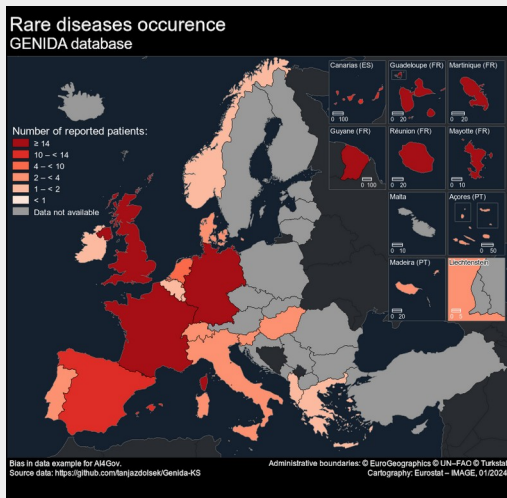 Rare diseases occurence
GENIDA database
Canarias (ES)
0 100
Guadeloupe (FR)
0 20
Martinique (FR)
0 20
Guyane (FR)
0 100
Réunion (FR)
0 20
Mayotte (FR)
0 10
Malta
0 10
Açores (PT)
0 50
Madeira (PT)
0 20
Liechtenstein
0 5
Number of reported patients:
≥ 14
10 – < 14
4 – < 10
2 – < 4
1 – < 2
< 1
Data not available
Bias in data example for AI4Gov.
Source data: https://github.com/tanjazdolsek/Genida-KS
Administrative boundaries: © EuroGeographics © UN–FAO © Turkstat
Cartography: Eurostat – IMAGE, 01/2024